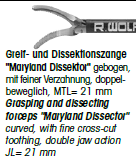 R.WOL
Greif- und Dissektionszange
"Maryland Dissektor" gebogen,
mit feiner Verzahnung, doppel-
beweglich, MTL= 21 mm
Grasping and dissecting
forceps "Maryland Dissector"
curved, with fine cross-cut
toothing, double jaw action
JL= 21 mm